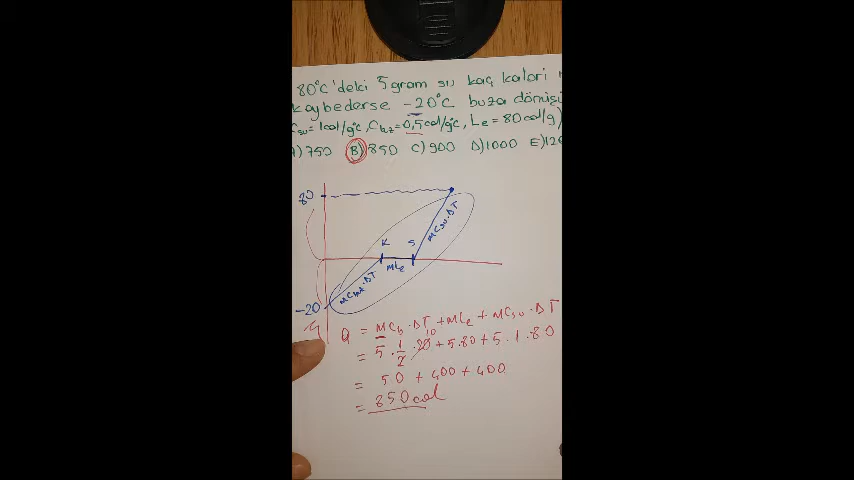 80°C'deki 5 gram su kaç kalori
kaybederse -20°C buza dönüşü
Csu= 1cal/g°C, Cbuz=0,5cal/g°C, Le = 80cal/g)
A) 750 B) 850 C) 900 D) 1000 E) 12
80
K S
MCsu.ΔT
MLe
MCbuz.ΔT
-20
Q = MCb.ΔT + MLe + MCsu.ΔT
= 5.1/2.20 10 + 5.80 + 5.1.80
= 50 + 400 + 400
= 850cal